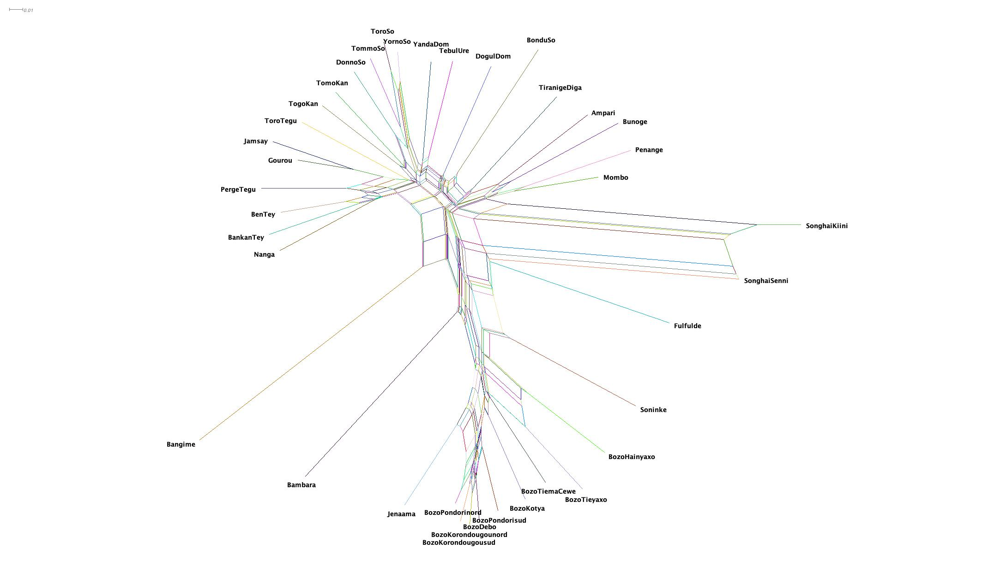 0.01
ToroSo
BonduSo
YornoSo
YandaDom
TommoSo
TebulUre
DogulDom
DonnoSo
TomoKan
TiranigeDiga
TogoKan
Ampari
ToroTegu
Bunoge
Jamsay
Penange
Gourou
Mombo
PergeTegu
BenTey
SonghaiKiini
BankanTey
Nanga
SonghaiSenni
Fulfulde
Soninke
Bangime
BozoHainyaxo
Bambara
BozoTiemaCewe
BozoTieyaxo
BozoKotya
Jenaama
BozoPondorinord
BozoPondorisud
BozoDebo
BozoKorondougounord
BozoKorondougousud